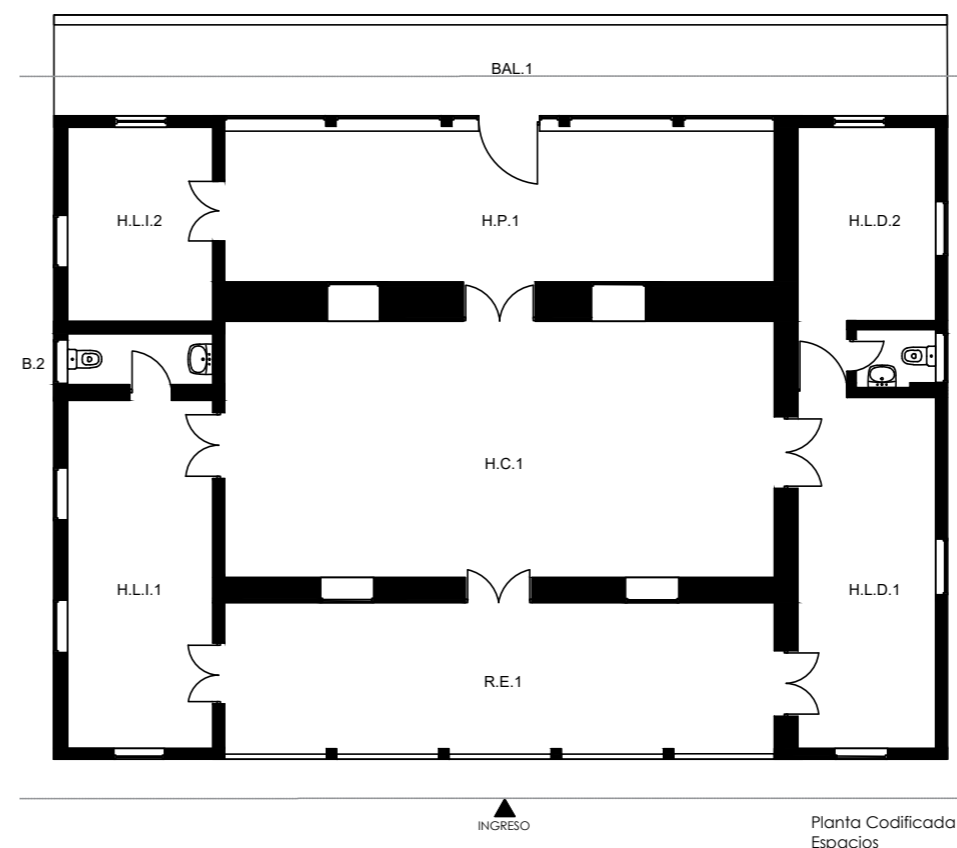 BAL.1
H.L.I.2
H.P.1
H.L.D.2
B.2
H.C.1
H.L.I.1
H.L.D.1
R.E.1
INGRESO
Planta Codificada
Espacios